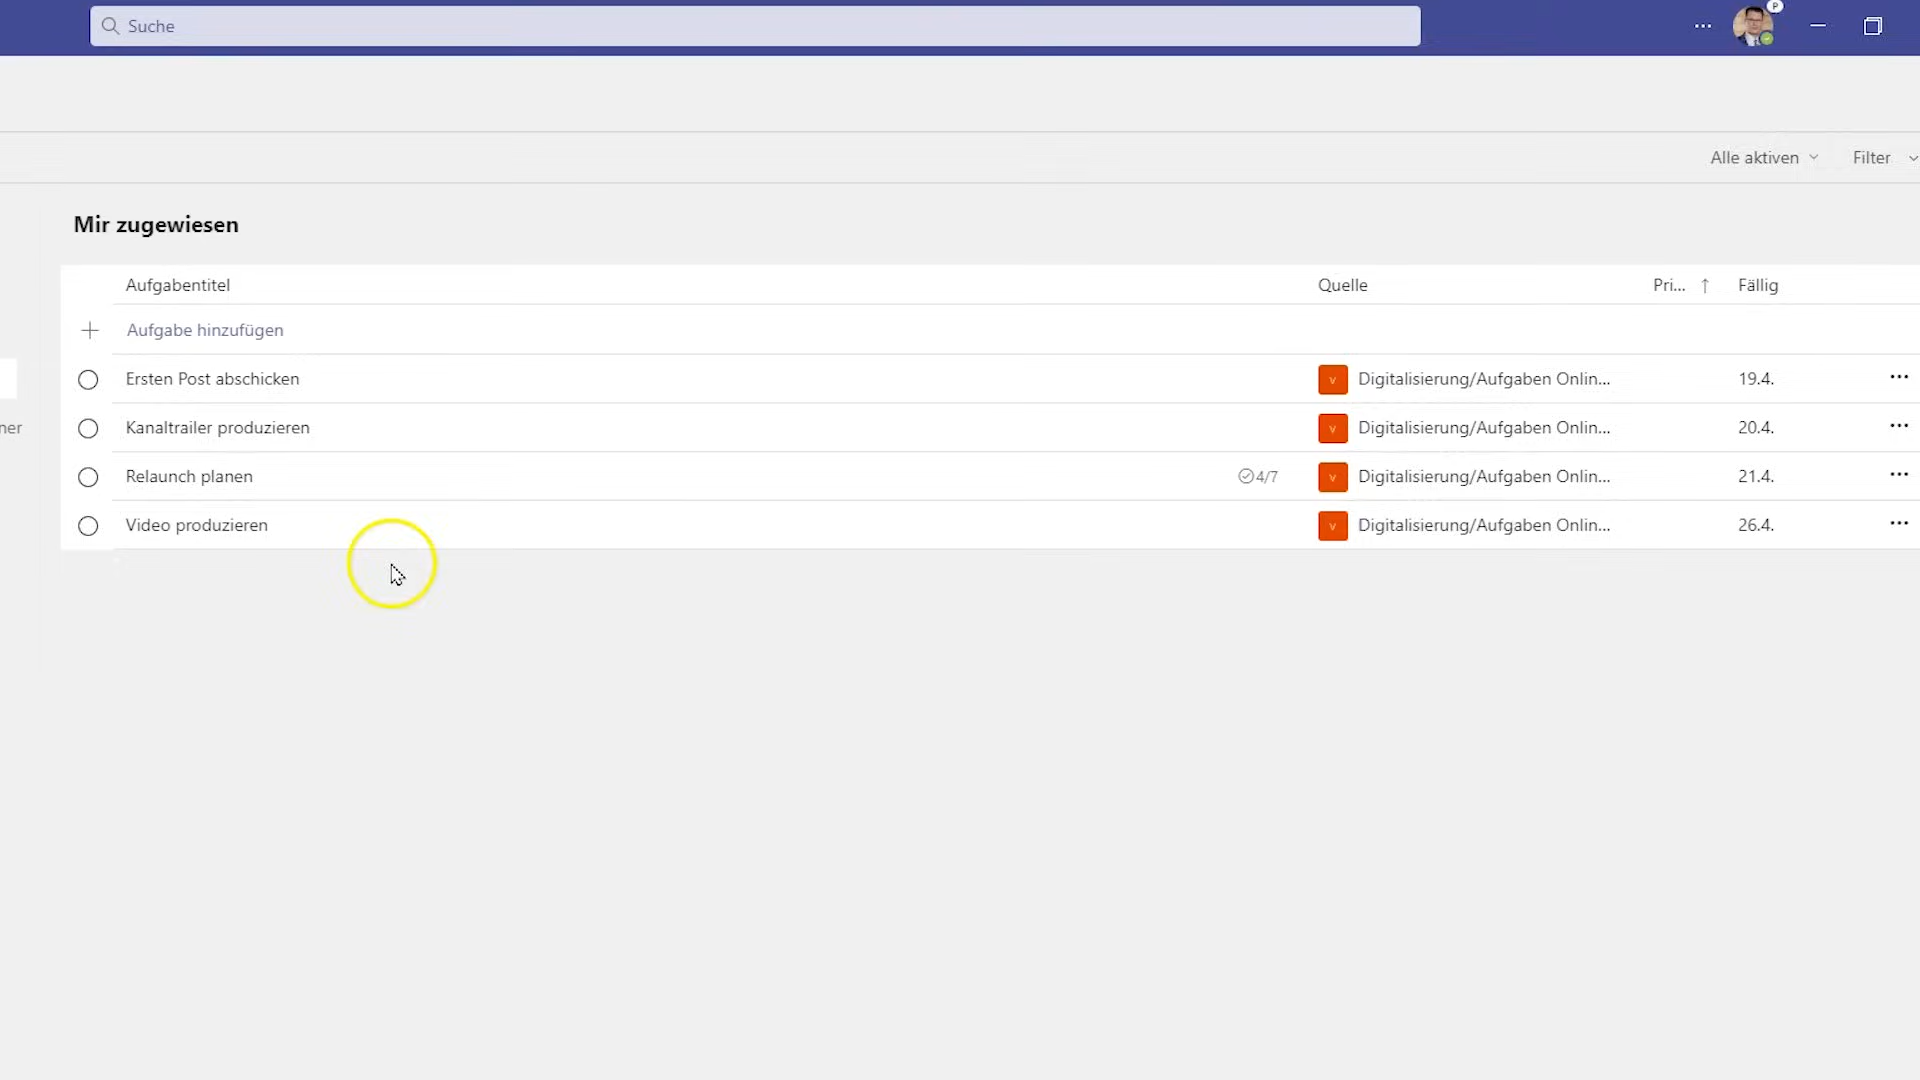 Suche
P
Alle aktiven
Filter
Mir zugewiesen
Aufgabentitel Quelle Pri... ↑ Fällig
+ Aufgabe hinzufügen
Ersten Post abschicken V Digitalisierung/Aufgaben Onlin... 19.4. ...
ner
Kanaltrailer produzieren V Digitalisierung/Aufgaben Onlin... 20.4. ...
Relaunch planen 4/7 V Digitalisierung/Aufgaben Onlin... 21.4. ...
Video produzieren V Digitalisierung/Aufgaben Onlin... 26.4. ...